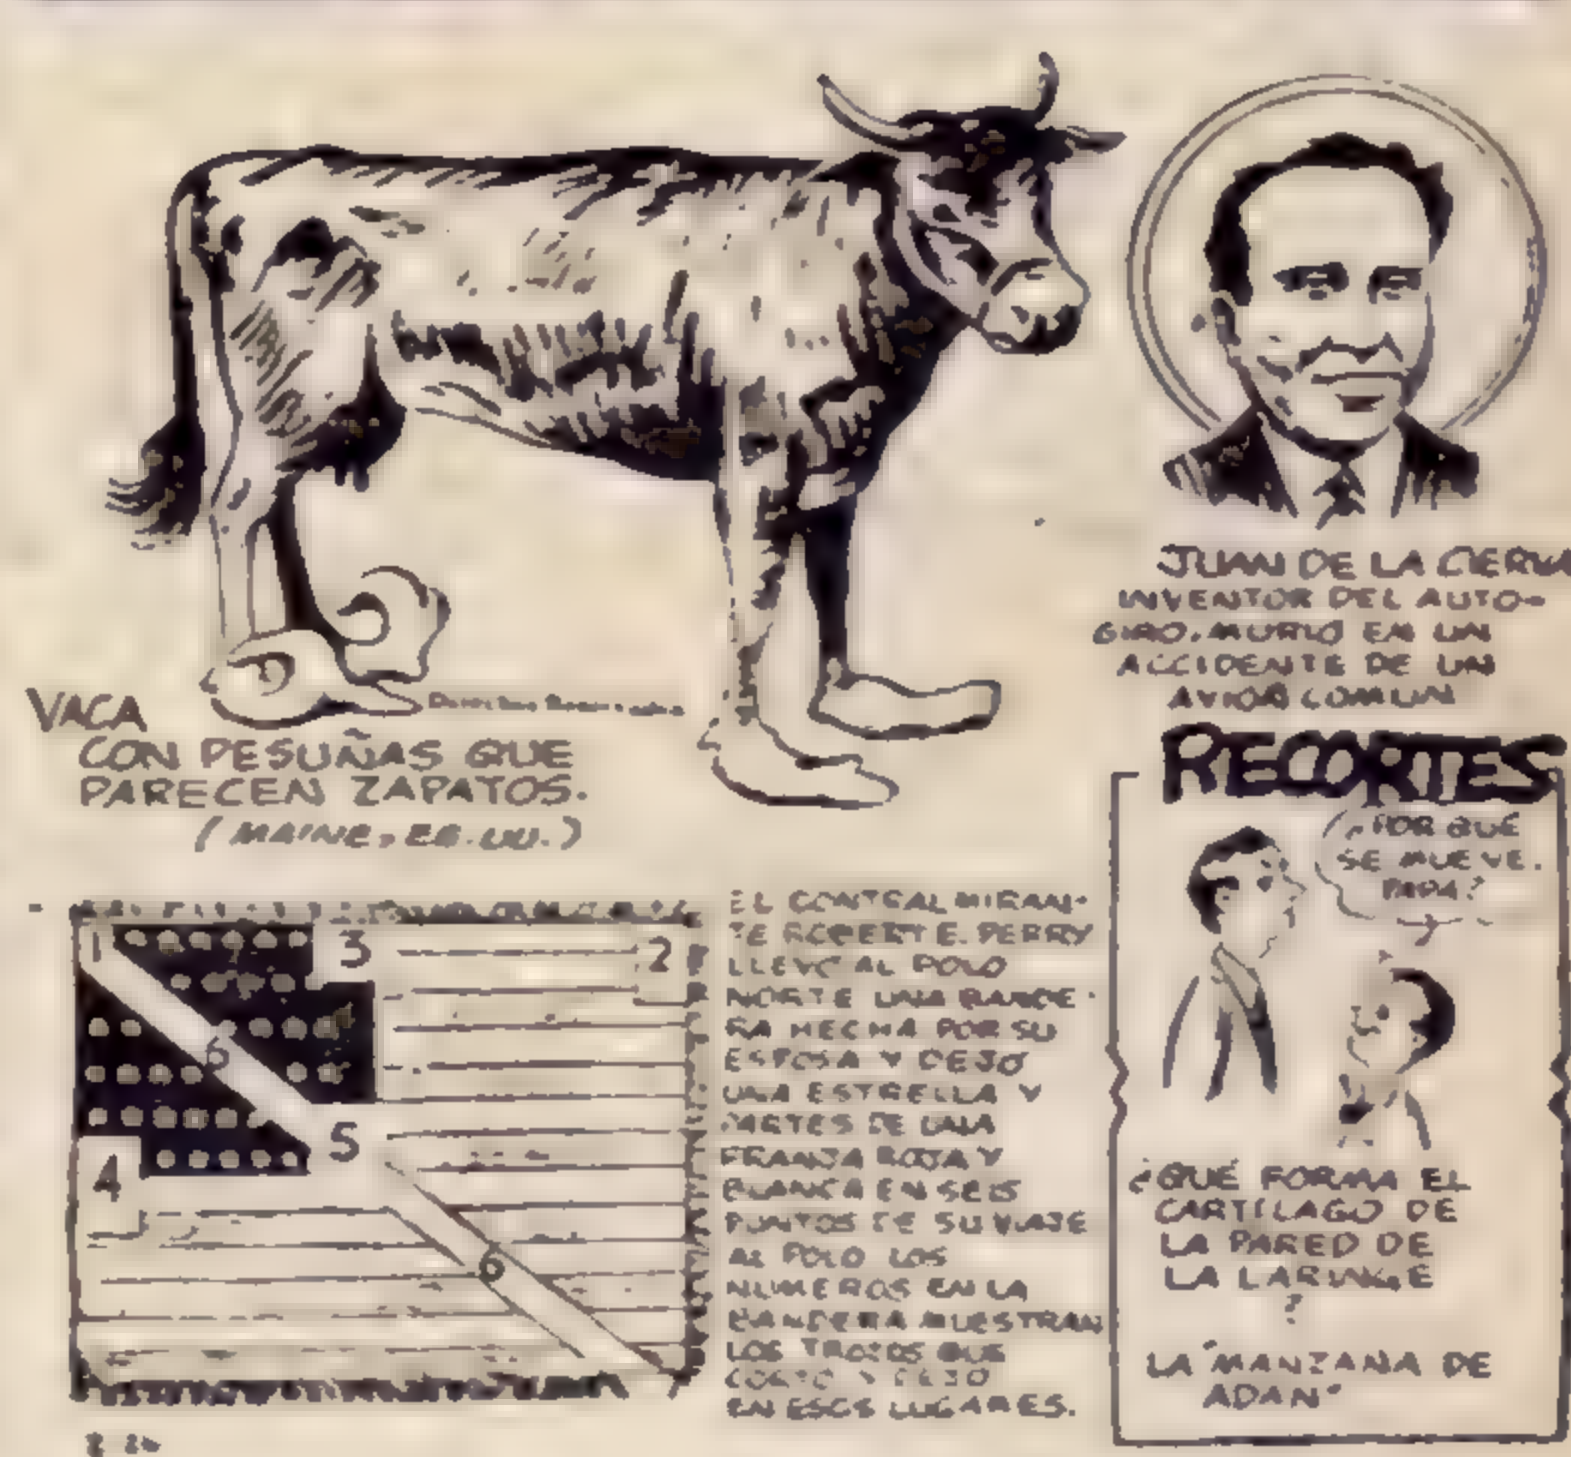 VACA
CON PESUÑAS QUE
PARECEN ZAPATOS.
(MAINE, EE.UU.)
JUAN DE LA CIERVA
INVENTOR DEL AUTO-
GIRO, MURIO EN UN
ACCIDENTE DE UN
AVION COMUN
1
3
2
6
5
4
6
EL CONTRALMIRAN-
TE ROBERT E. PERRY
LLEVO AL POLO
NORTE UNA BANDE-
RA HECHA POR SU
ESPOSA Y DEJO
UNA ESTRELLA Y
PARTES DE UNA
FRANJA ROJA Y
BLANCA EN SEIS
PUNTOS DE SU VIAJE
AL POLO LOS
NUMEROS EN LA
BANDERA MUESTRAN
LOS TROZOS QUE
CORTO Y DEJO
EN ESOS LUGARES.
RECORTES
¿POR QUE
SE MUEVE,
PAPA?
¿QUÉ FORMA EL
CARTILAGO DE
LA PARED DE
LA LARINGE
?
LA "MANZANA DE
ADAN"